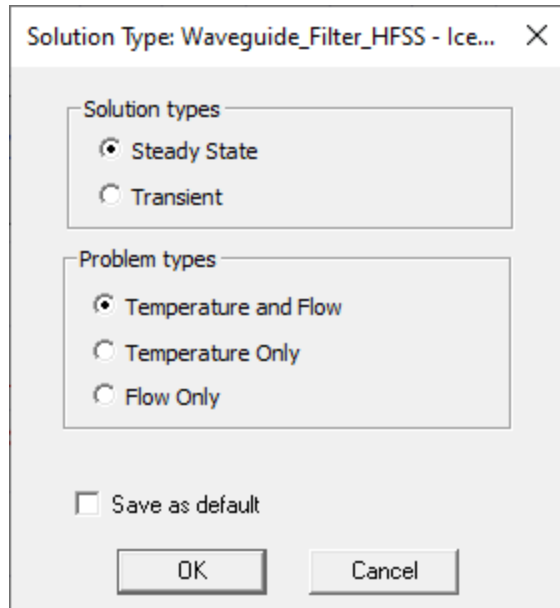 Solution Type: Waveguide_Filter_HFSS - Ice...
Solution types
Steady State
Transient
Problem types
Temperature and Flow
Temperature Only
Flow Only
Save as default
OK Cancel